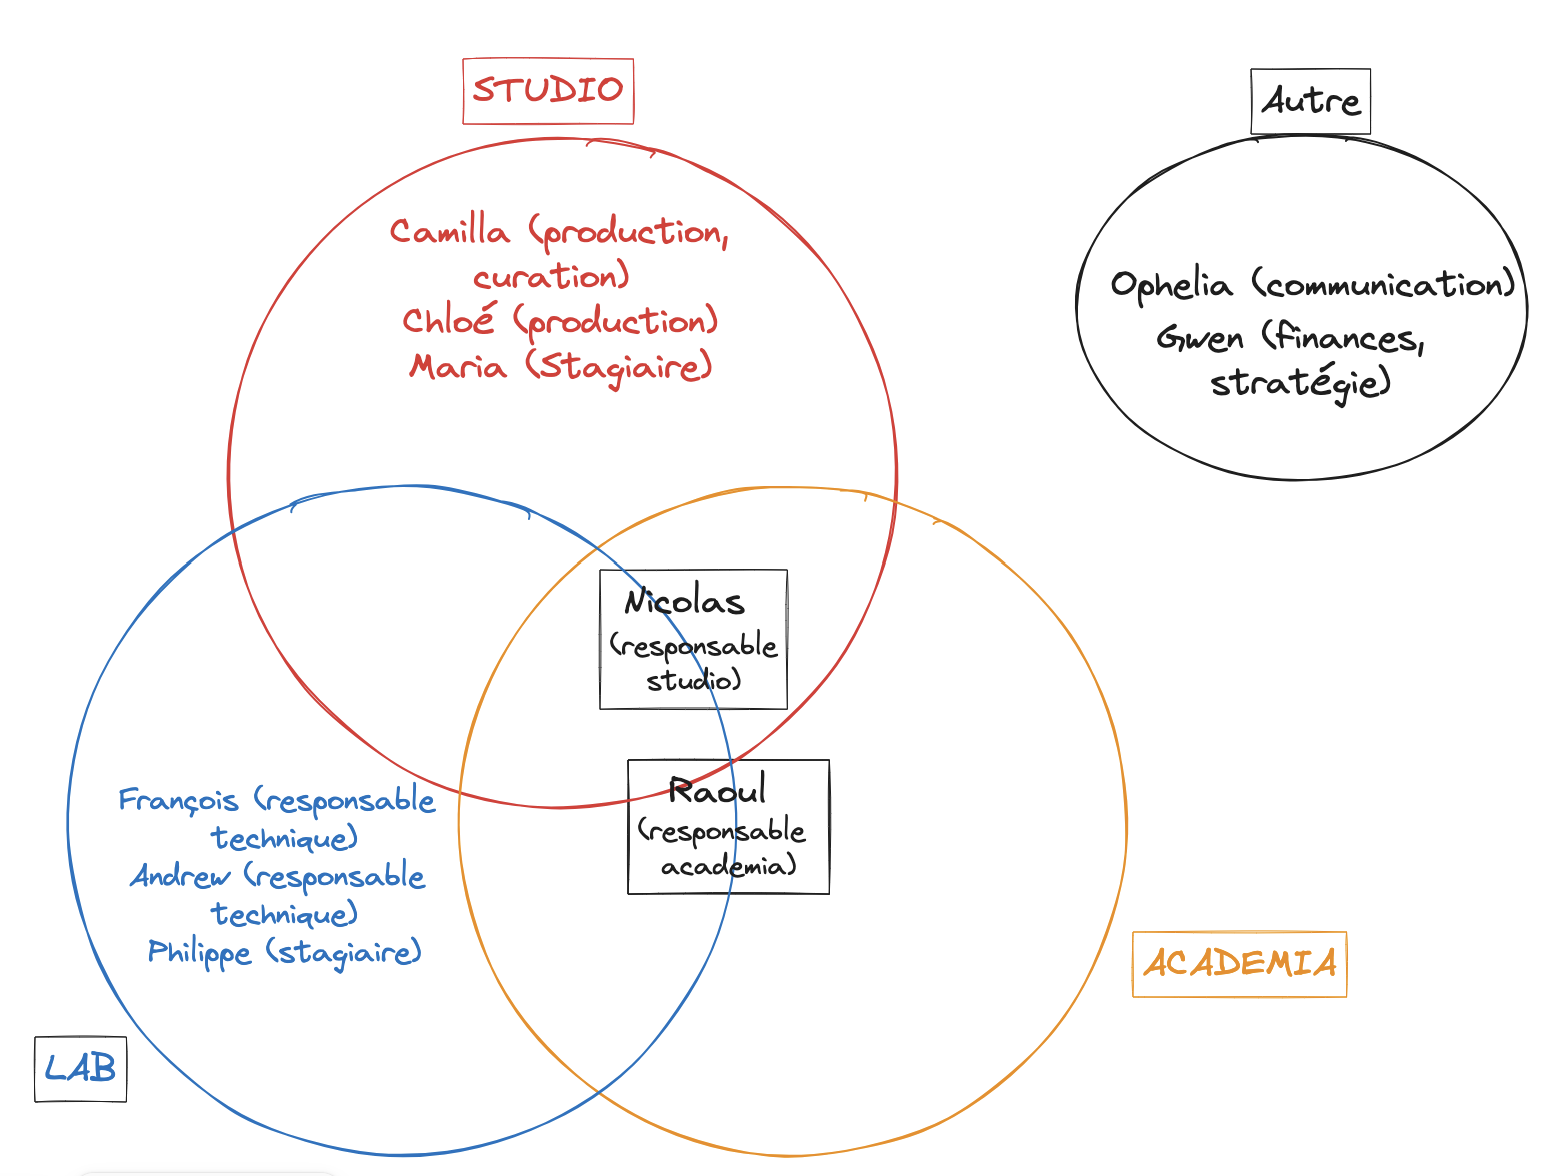 STUDIO
Camilla (production,
curation)
Chloé (production)
Maria (Stagiaire)
Autre
Ophelia (communication)
Gwen (finances,
stratégie)
Nicolas
(responsable
studio)
Raoul
(responsable
academia)
François (responsable
technique)
Andrew (responsable
technique)
Philippe (stagiaire)
ACADEMIA
LAB